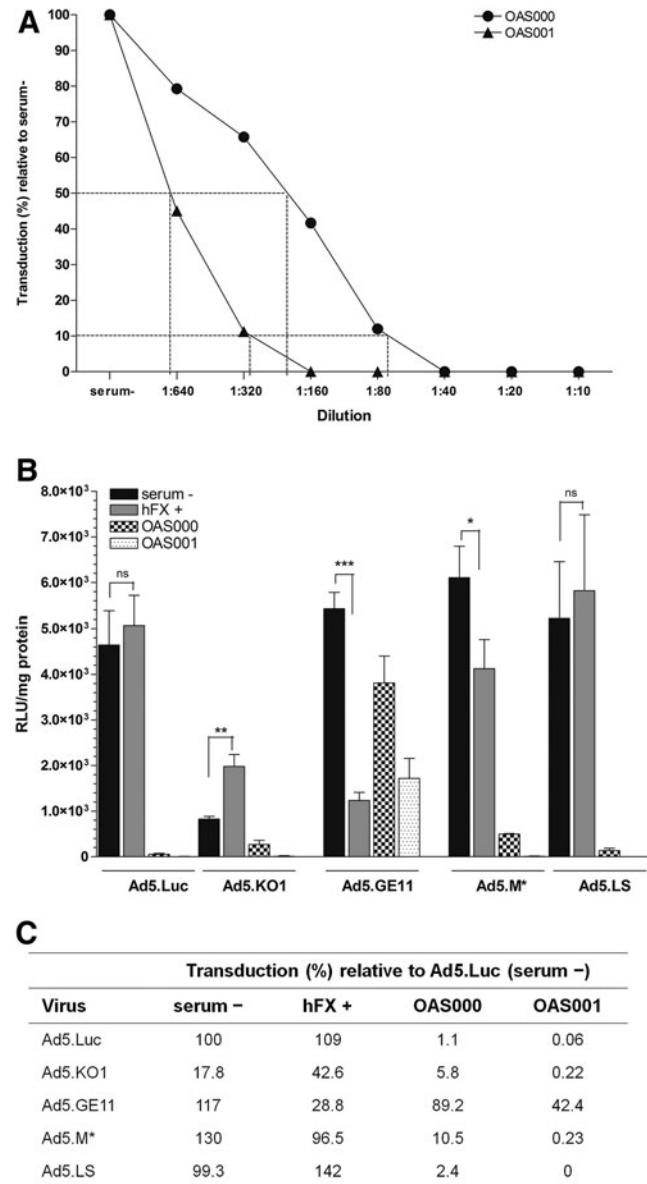 A
OAS000
OAS001
Transduction (%) relative to serum-
100
90
80
70
60
50
40
30
20
10
0
serum-
1:640
1:320
1:160
1:80
1:40
1:20
1:10
Dilution
B
serum -
hFX +
OAS000
OAS001
RLU/mg protein
8.0×10³
7.0×10³
6.0×10³
5.0×10³
4.0×10³
3.0×10³
2.0×10³
1.0×10³
0
ns
**
***
*
ns
Ad5.Luc
Ad5.KO1
Ad5.GE11
Ad5.M*
Ad5.LS
C
Transduction (%) relative to Ad5.Luc (serum −)
Virus serum − hFX + OAS000 OAS001
Ad5.Luc 100 109 1.1 0.06
Ad5.KO1 17.8 42.6 5.8 0.22
Ad5.GE11 117 28.8 89.2 42.4
Ad5.M* 130 96.5 10.5 0.23
Ad5.LS 99.3 142 2.4 0